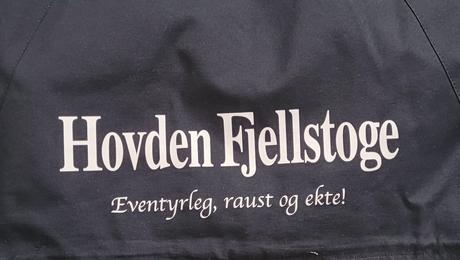 Hovden Fjellstoge
Eventyrleg, raust og ekte!